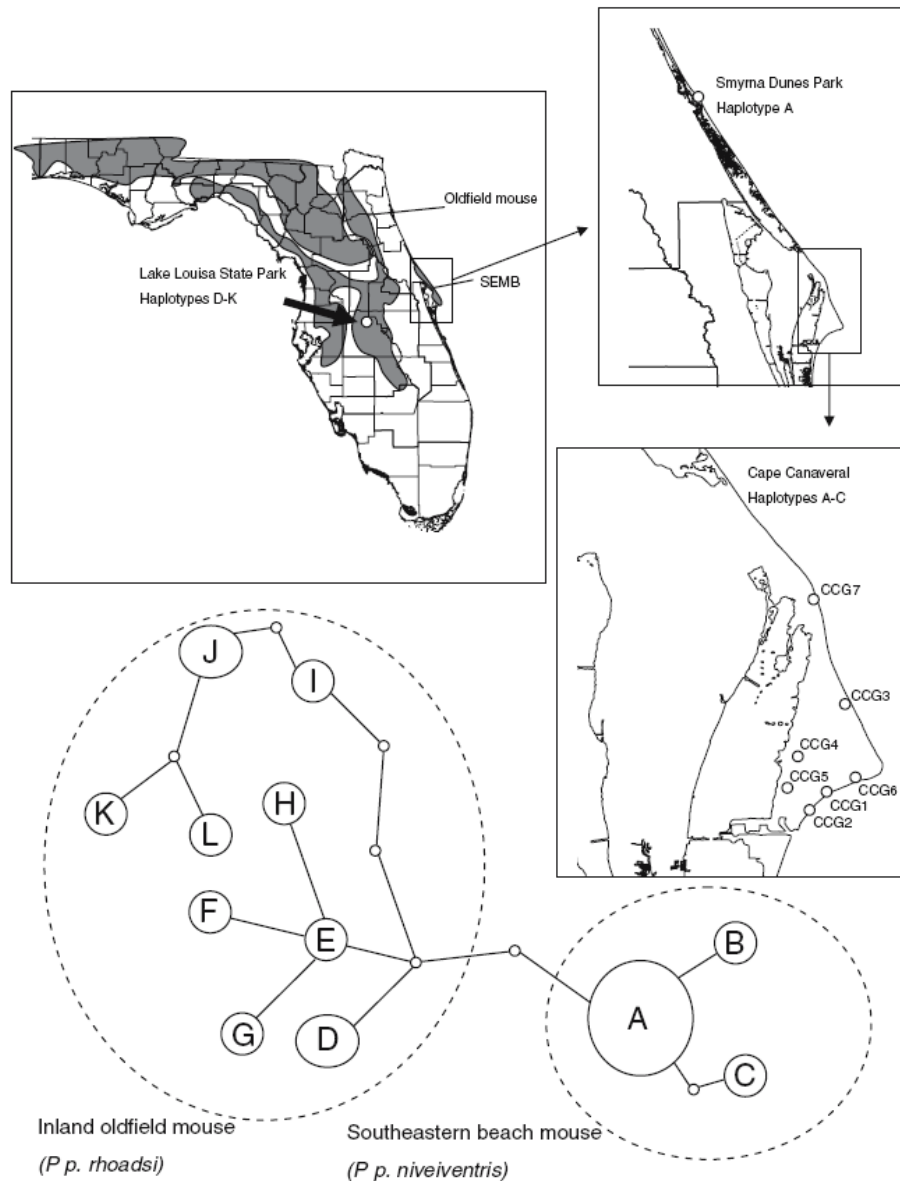 Smyrna Dunes Park
Haplotype A
Oldfield mouse
Lake Louisa State Park
Haplotypes D-K
SEMB
Cape Canaveral
Haplotypes A-C
CCG7
CCG3
CCG4
CCG5
CCG6
CCG1
CCG2
J
I
K
L
H
F
E
G
D
A
B
C
Inland oldfield mouse
(P p. rhoadsi)
Southeastern beach mouse
(P p. niveiventris)